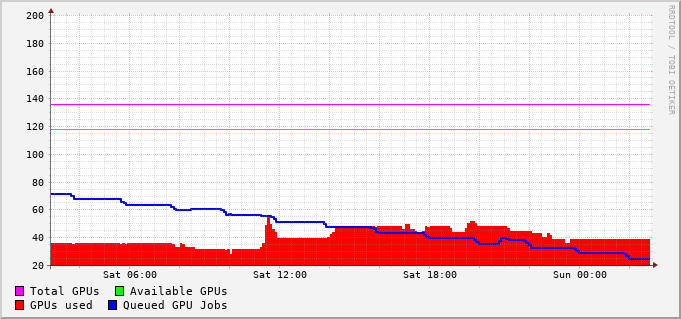 200
180
160
140
120
100
80
60
40
20
Sat 06:00 Sat 12:00 Sat 18:00 Sun 00:00
Total GPUs Available GPUs
GPUs used Queued GPU Jobs
RRDTOOL / TOBI OETIKER